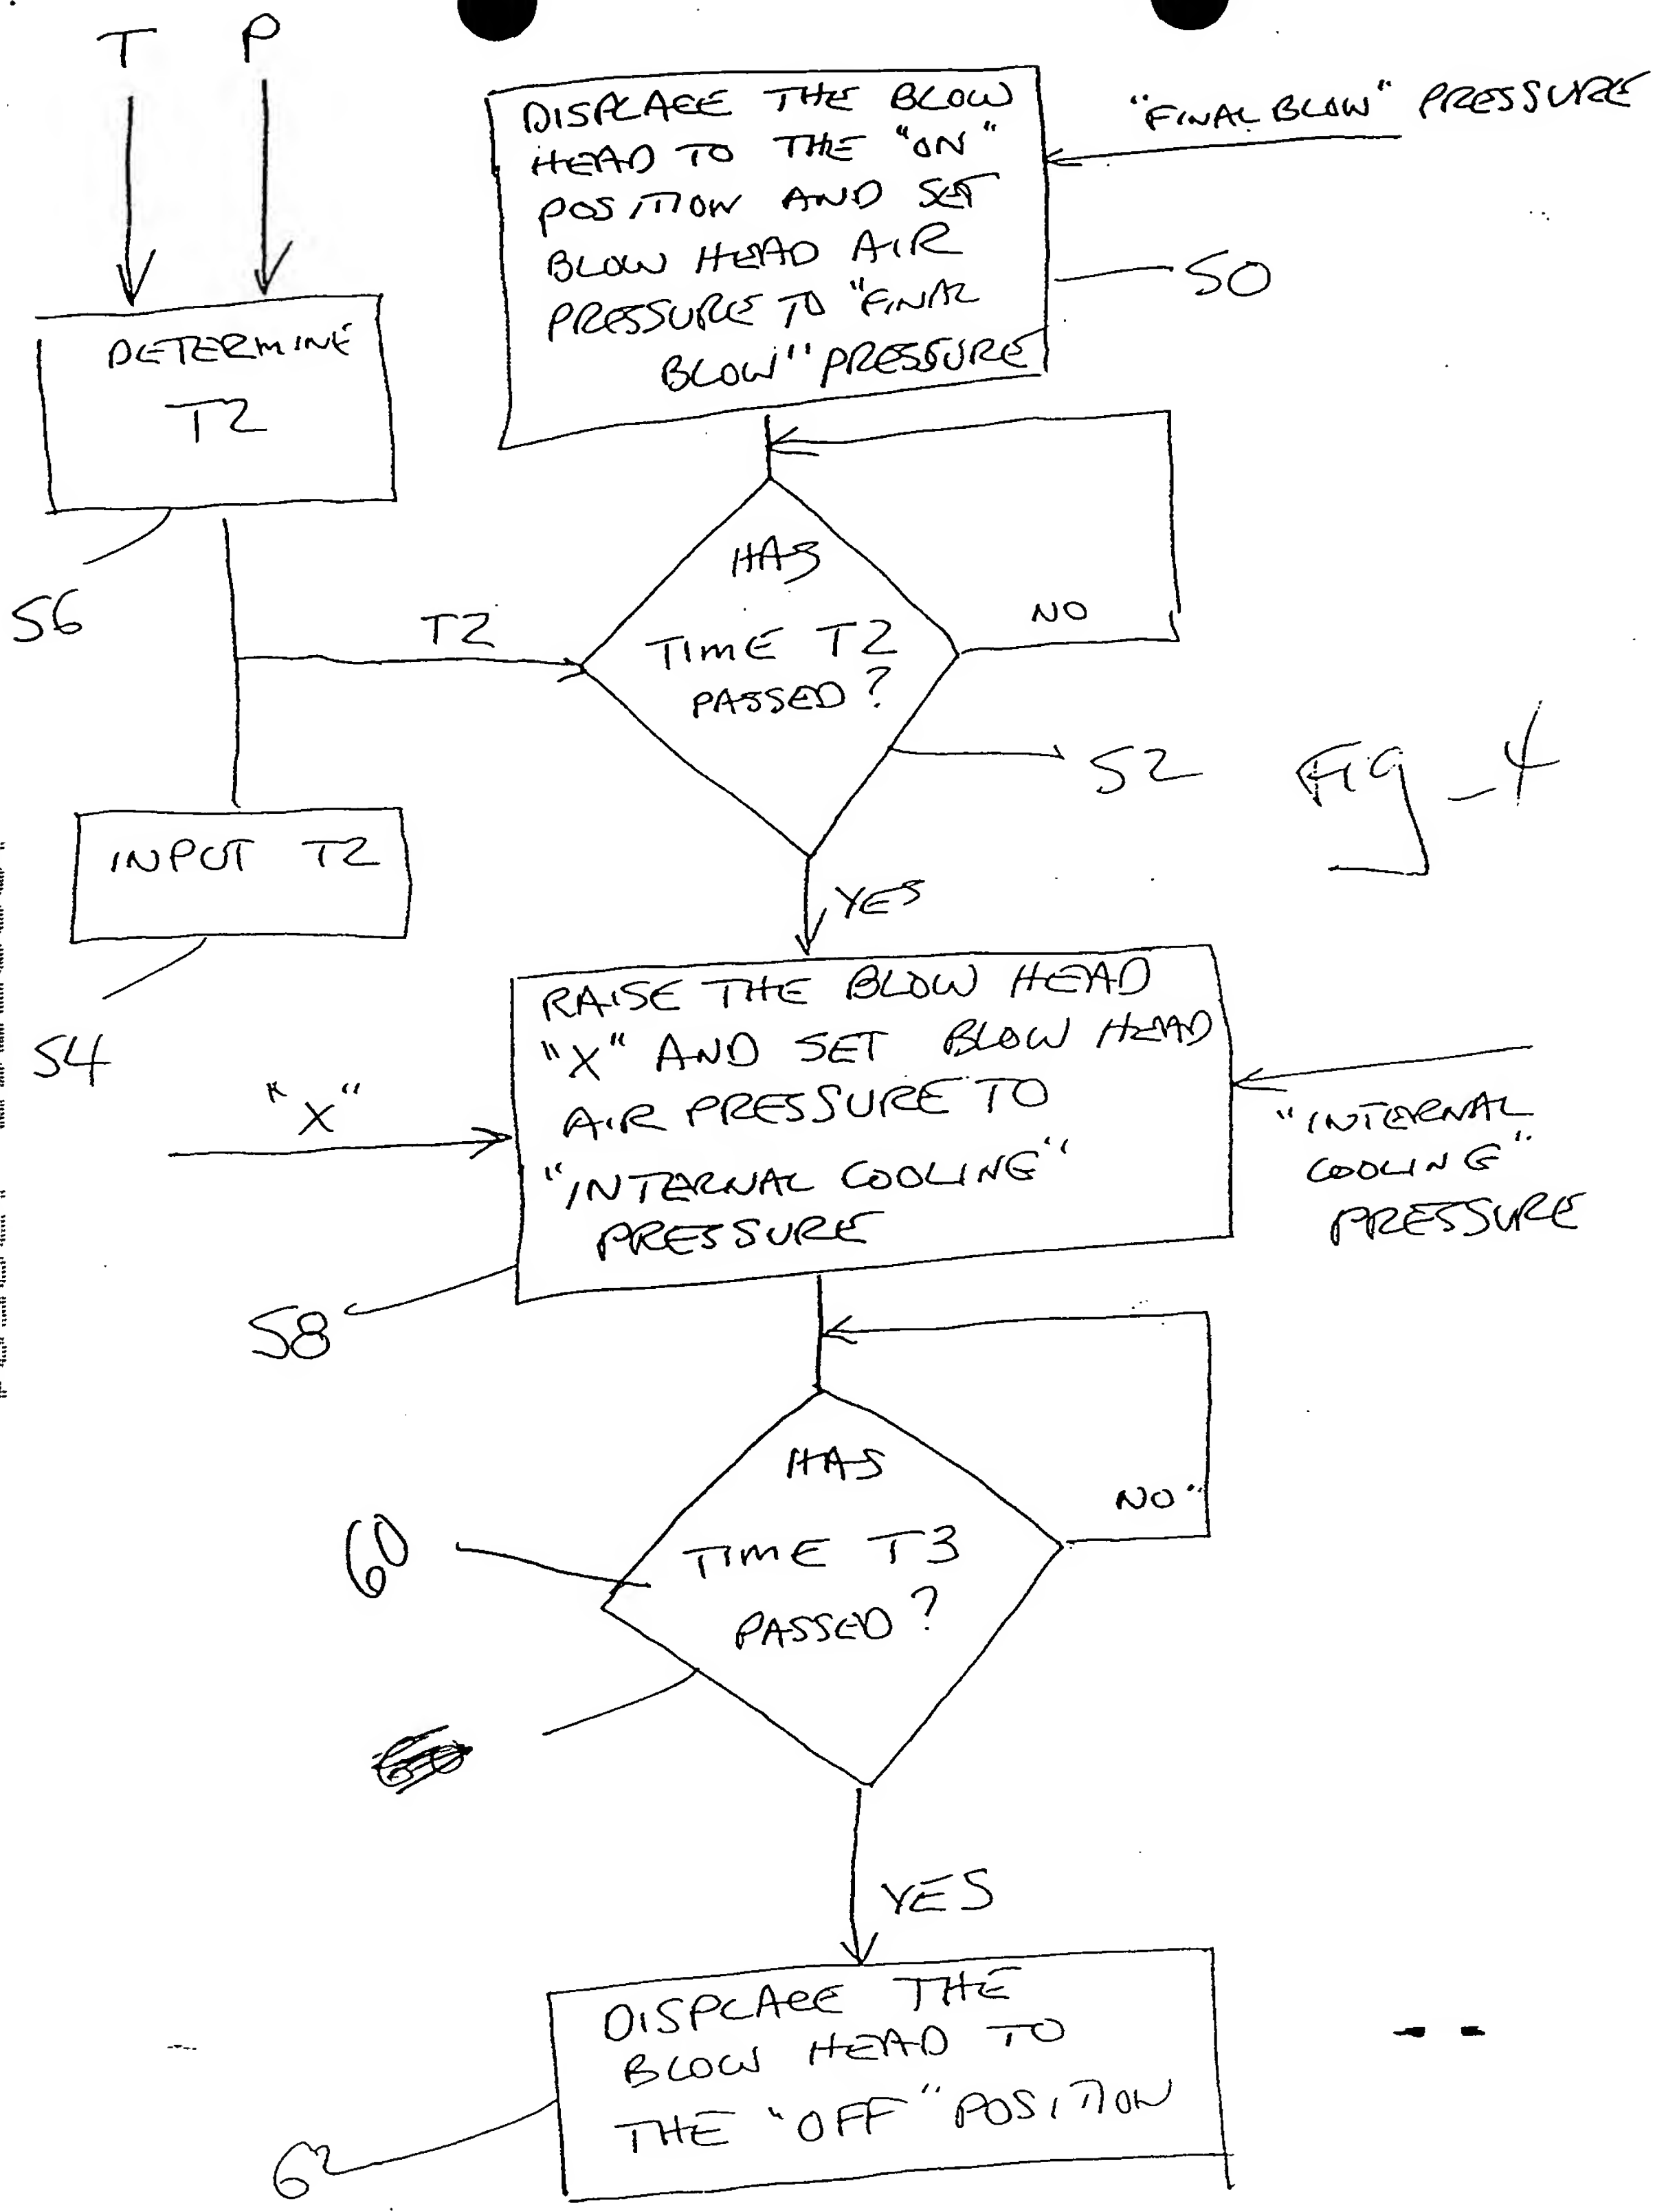 T P
DISPLACE THE BLOW
HEAD TO THE "ON"
POSITION AND SET
BLOW HEAD AIR
PRESSURE TO "FINAL
BLOW" PRESSURE
"FINAL BLOW" PRESSURE
50
DETERMINE
T2
56
T2
HAS
TIME T2
PASSED?
NO
52
Fig_4
INPUT T2
54
YES
RAISE THE BLOW HEAD
"X" AND SET BLOW HEAD
AIR PRESSURE TO
"INTERNAL COOLING"
PRESSURE
"X"
"INTERNAL
COOLING"
PRESSURE
58
HAS
TIME T3
PASSED?
NO
60
YES
DISPLACE THE
BLOW HEAD TO
THE "OFF" POSITION
62